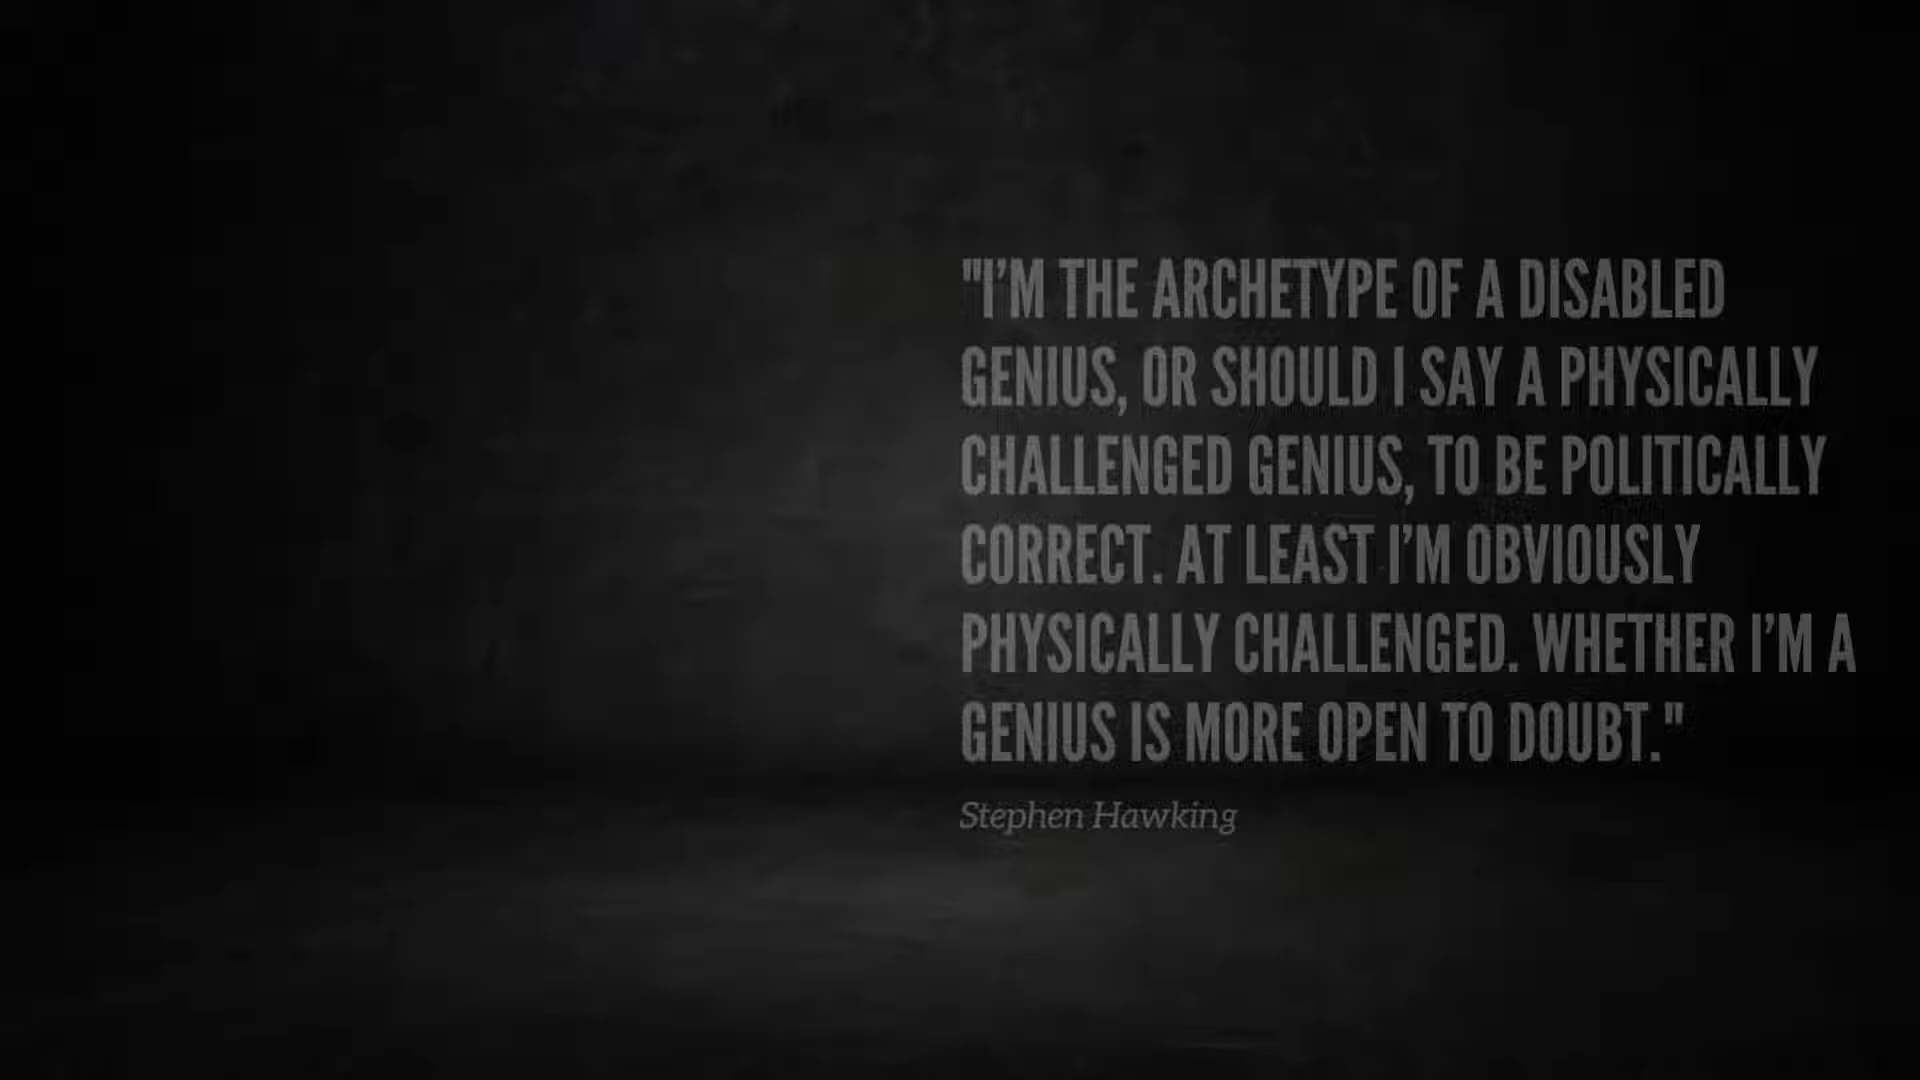 "I’M THE ARCHETYPE OF A DISABLED
GENIUS, OR SHOULD I SAY A PHYSICALLY
CHALLENGED GENIUS, TO BE POLITICALLY
CORRECT. AT LEAST I’M OBVIOUSLY
PHYSICALLY CHALLENGED. WHETHER I’M A
GENIUS IS MORE OPEN TO DOUBT."
Stephen Hawking